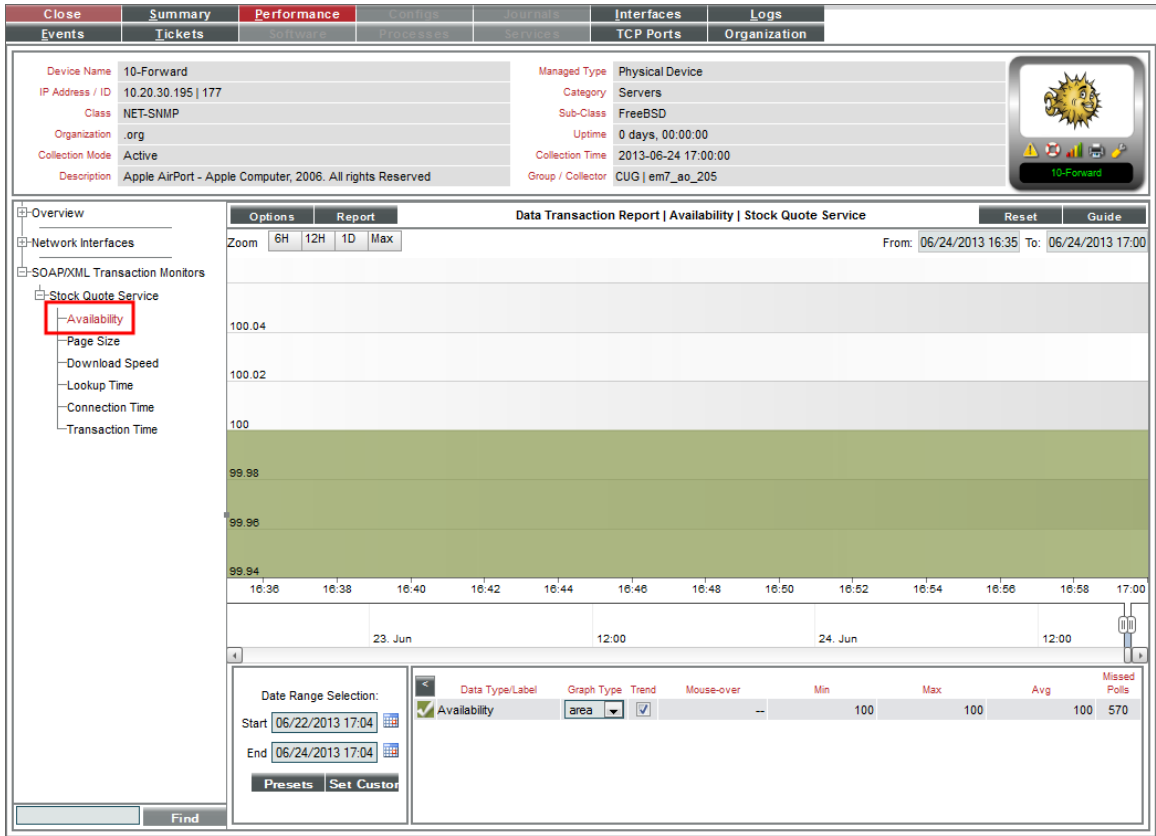 Close Summary Performance Configs Journals Interfaces Logs
Events Tickets Software Processes Services TCP Ports Organization
Device Name 10-Forward Managed Type Physical Device
IP Address / ID 10.20.30.195 | 177 Category Servers
Class NET-SNMP Sub-Class FreeBSD
Organization .org Uptime 0 days, 00:00:00
Collection Mode Active Collection Time 2013-06-24 17:00:00
Description Apple AirPort - Apple Computer, 2006. All rights Reserved Group / Collector CUG | em7_ao_205
10-Forward
Overview
Network Interfaces
SOAP/XML Transaction Monitors
Stock Quote Service
Availability
Page Size
Download Speed
Lookup Time
Connection Time
Transaction Time
Find
Options Report Data Transaction Report | Availability | Stock Quote Service Reset Guide
Zoom 6H 12H 1D Max From: 06/24/2013 16:35 To: 06/24/2013 17:00
100.04
100.02
100
99.98
99.96
99.94
16:36 16:38 16:40 16:42 16:44 16:46 16:48 16:50 16:52 16:54 16:56 16:58 17:00
23. Jun 12:00 24. Jun 12:00
Date Range Selection:
Start 06/22/2013 17:04
End 06/24/2013 17:04
Presets Set Custor
< Data Type/Label Graph Type Trend Mouse-over Min Max Avg Missed Polls
Availability area -- 100 100 100 570